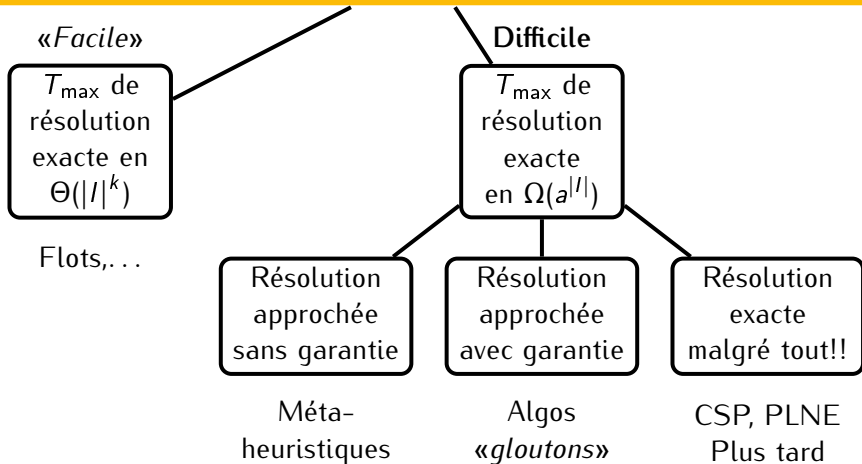 «Facile»
T_max de
résolution
exacte en
Θ(|I|^k)
Flots,...
Difficile
T_max de
résolution
exacte
en Ω(a^|I|)
Résolution
approchée
sans garantie
Méta-
heuristiques
Résolution
approchée
avec garantie
Algos
«gloutons»
Résolution
exacte
malgré tout!!
CSP, PLNE
Plus tard